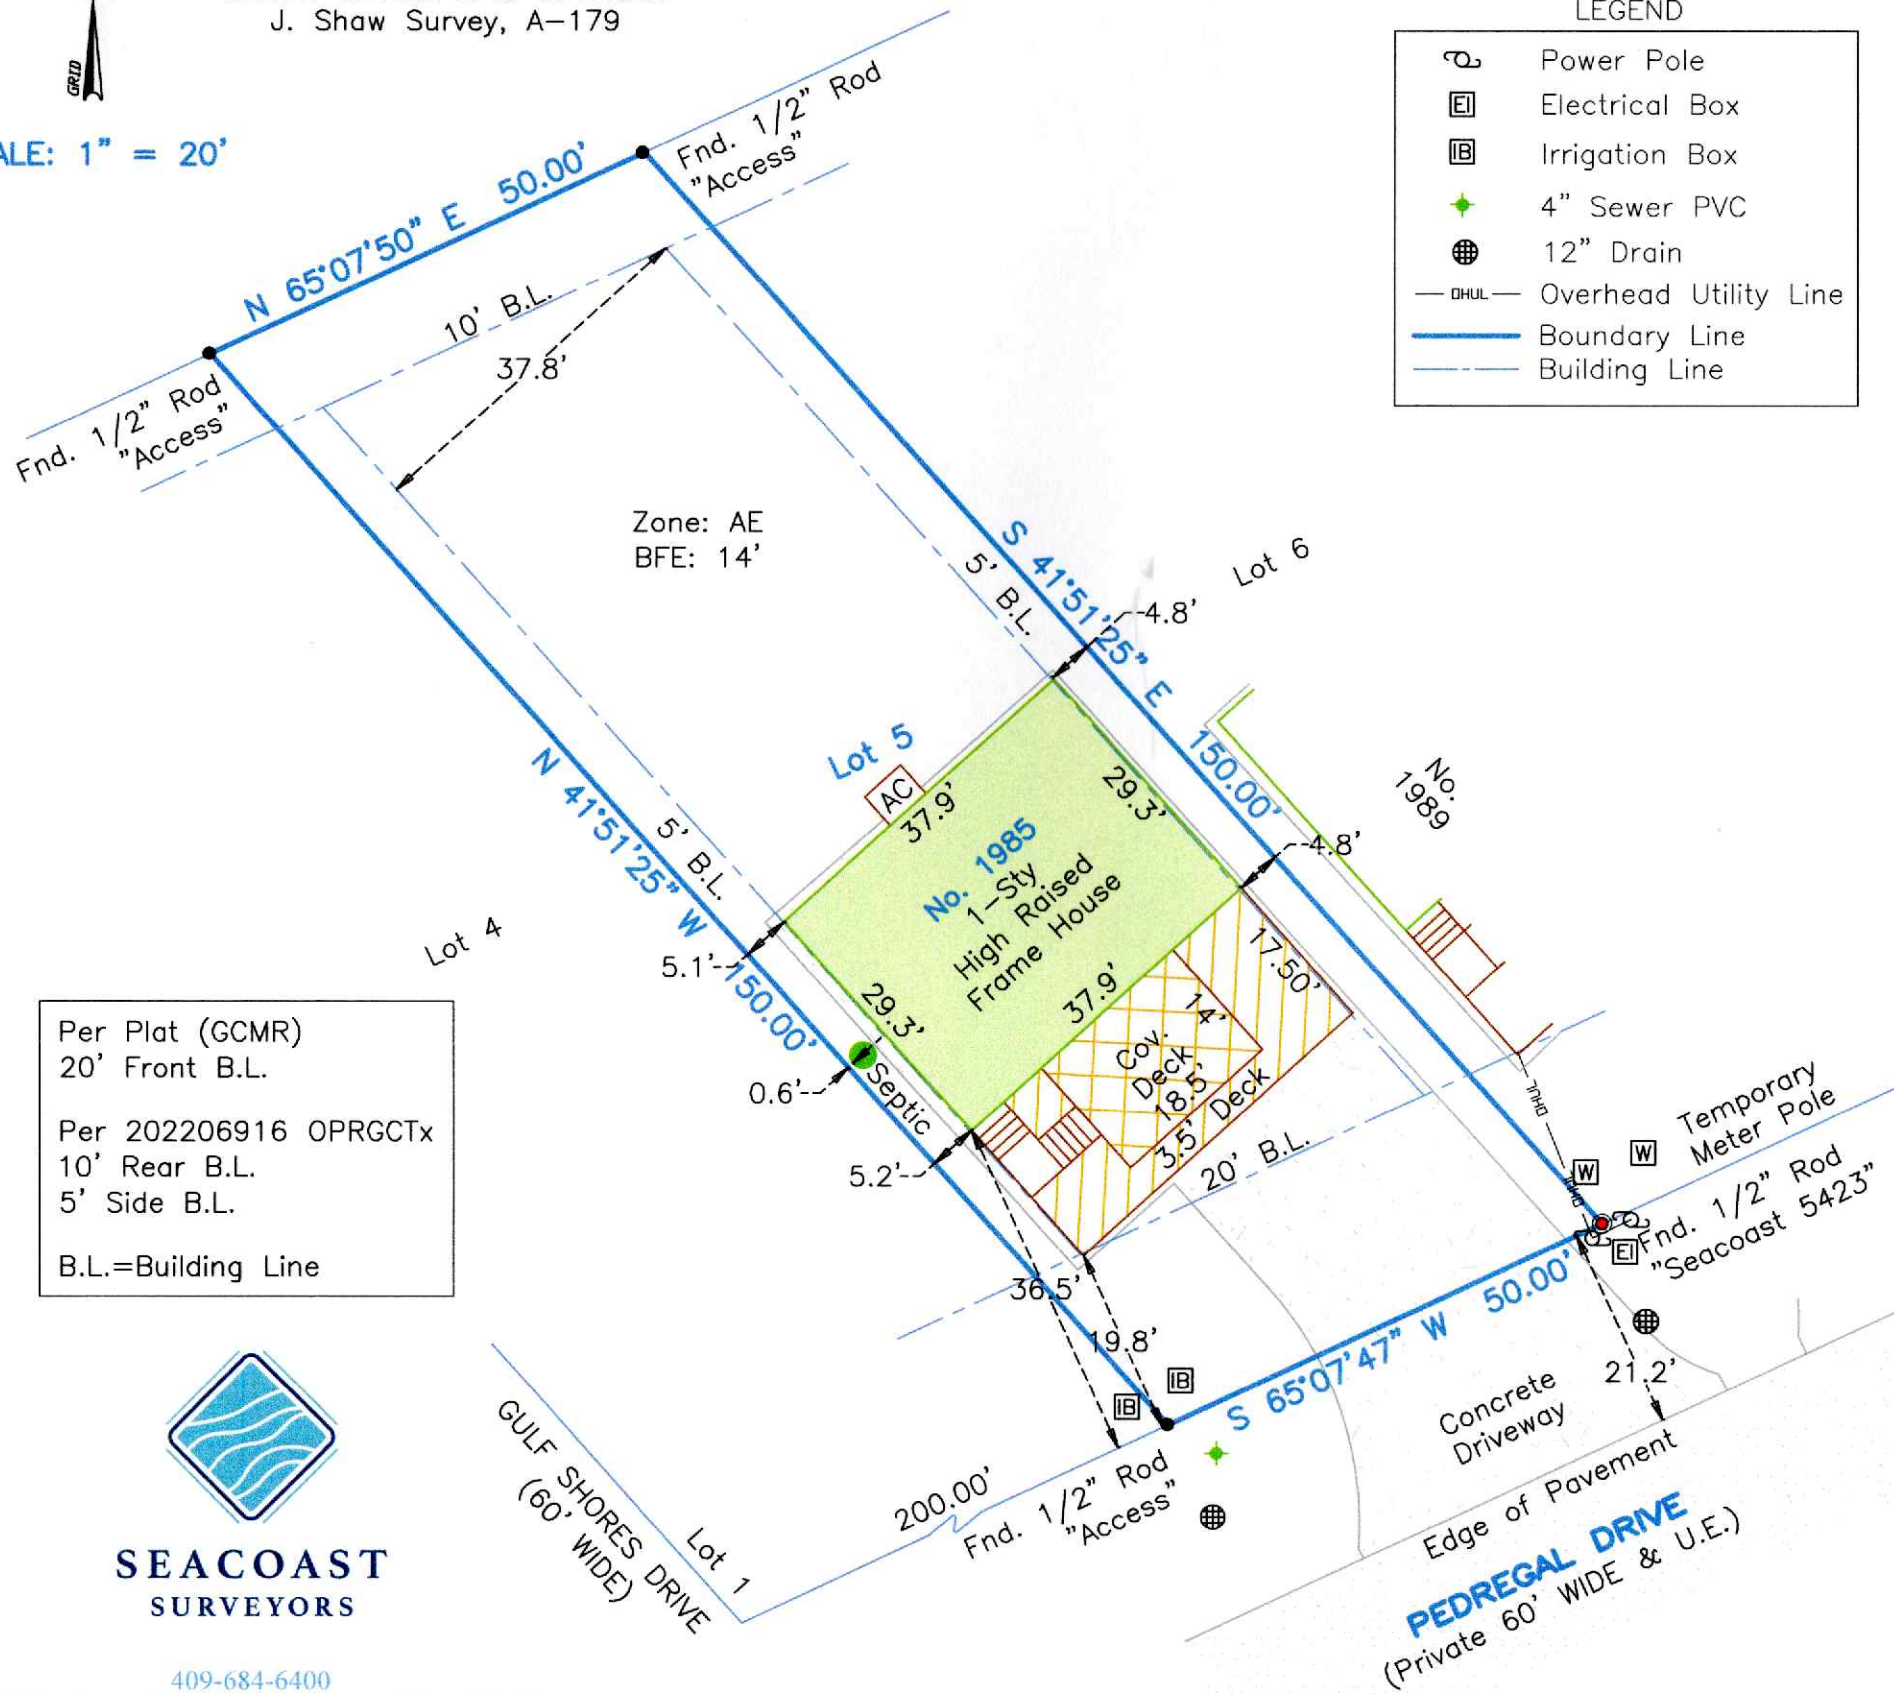 J. Shaw Survey, A-179
GRID
ALE: 1" = 20'
LEGEND
Power Pole
EI Electrical Box
IB Irrigation Box
4" Sewer PVC
12" Drain
OHUL Overhead Utility Line
Boundary Line
Building Line
N 65°07'50" E 50.00'
Fnd. 1/2" Rod
"Access"
10' B.L.
37.8'
Fnd. 1/2" Rod
"Access"
Zone: AE
BFE: 14'
S 41°51'25" E 150.00'
5' B.L.
Lot 6
4.8'
Lot 5
AC
37.9'
29.3'
No. 1985
1-Sty
High Raised
Frame House
No.
1989
4.8'
N 41°51'25" W 150.00'
5' B.L.
Lot 4
5.1'
29.3'
37.9'
17.50'
14'
Cov.
Deck
18.5'
3.5' Deck
0.6'
Septic
5.2'
20' B.L.
OHUL
OHUL
Temporary
Meter Pole
W
W
EI
Fnd. 1/2" Rod
"Seacoast 5423"
Per Plat (GCMR)
20' Front B.L.
Per 202206916 OPRGCTx
10' Rear B.L.
5' Side B.L.
B.L.=Building Line
36.5'
19.8'
IB
IB
S 65°07'47" W 50.00'
21.2'
Concrete
Driveway
Edge of Pavement
PEDREGAL DRIVE
(Private 60' WIDE & U.E.)
200.00'
Fnd. 1/2" Rod
"Access"
GULF SHORES DRIVE
(60' WIDE)
Lot 1
SEACOAST
SURVEYORS
409-684-6400